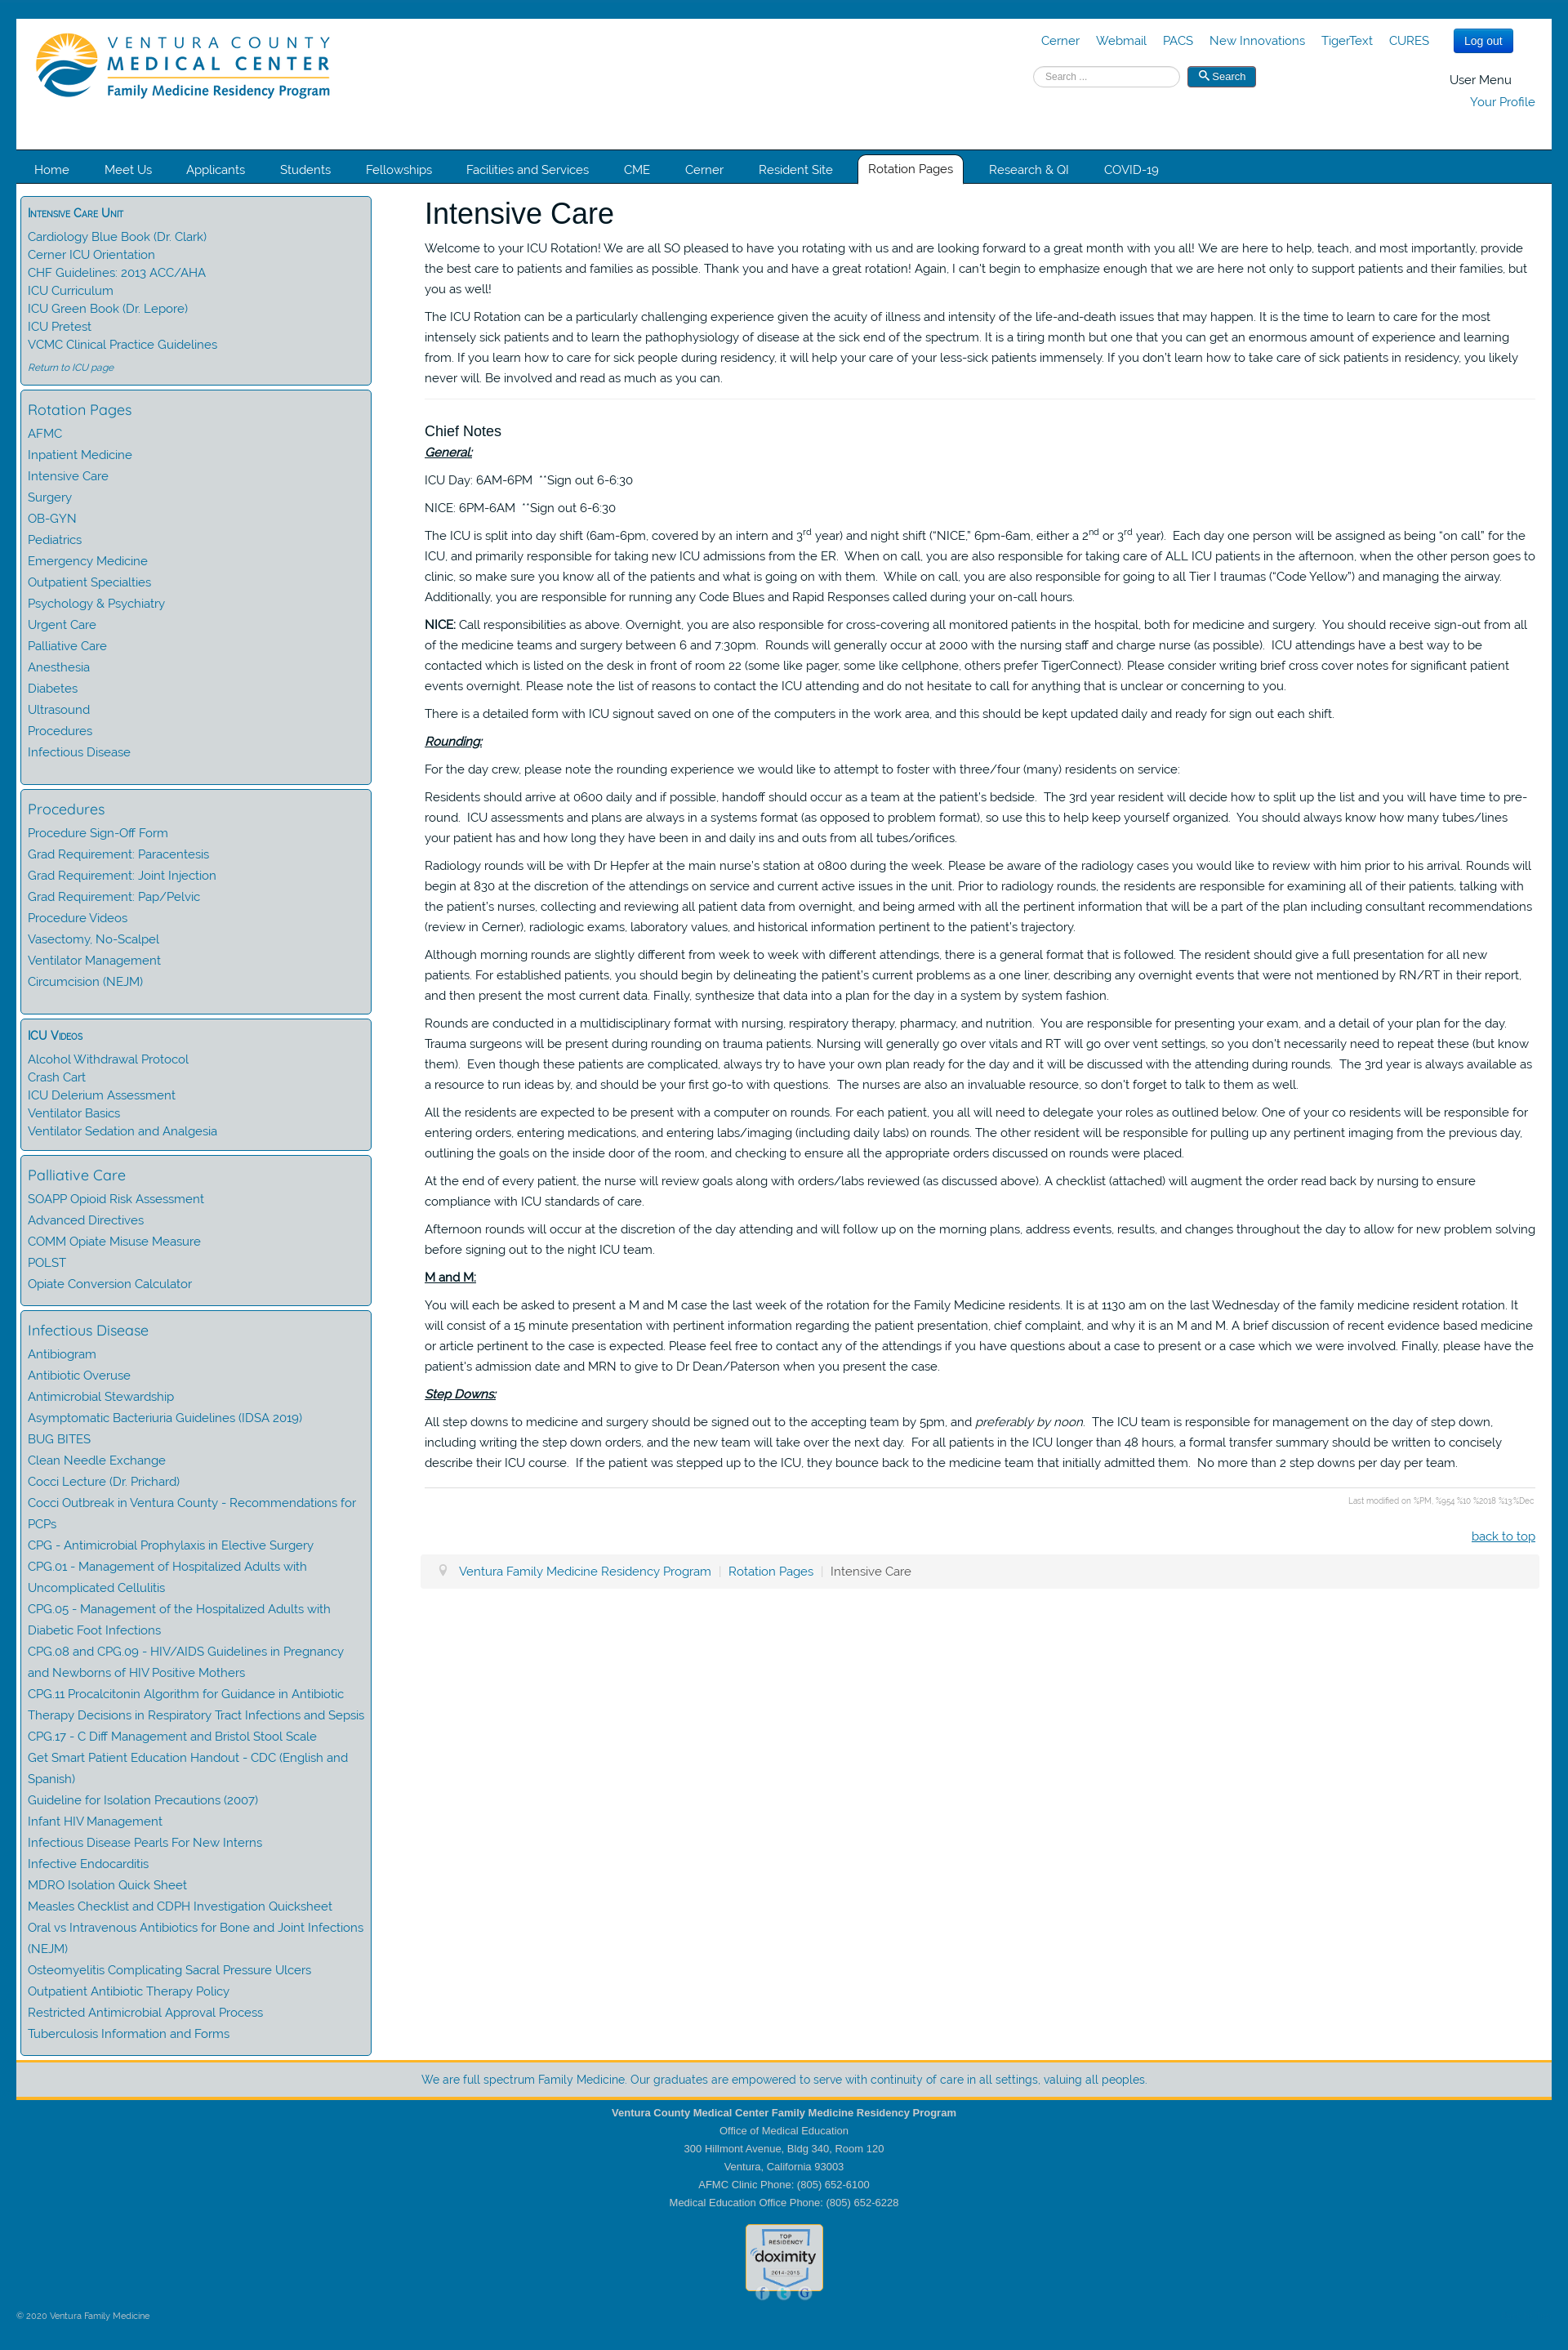 VENTURA COUNTY
MEDICAL CENTER
Family Medicine Residency Program
Cerner Webmail PACS New Innovations TigerText CURES Log out
Search ... Search
User Menu
Your Profile
Home Meet Us Applicants Students Fellowships Facilities and Services CME Cerner Resident Site Rotation Pages Research & QI COVID-19
Intensive Care Unit
Cardiology Blue Book (Dr. Clark)
Cerner ICU Orientation
CHF Guidelines: 2013 ACC/AHA
ICU Curriculum
ICU Green Book (Dr. Lepore)
ICU Pretest
VCMC Clinical Practice Guidelines
Return to ICU page
Rotation Pages
AFMC
Inpatient Medicine
Intensive Care
Surgery
OB-GYN
Pediatrics
Emergency Medicine
Outpatient Specialties
Psychology & Psychiatry
Urgent Care
Palliative Care
Anesthesia
Diabetes
Ultrasound
Procedures
Infectious Disease
Procedures
Procedure Sign-Off Form
Grad Requirement: Paracentesis
Grad Requirement: Joint Injection
Grad Requirement: Pap/Pelvic
Procedure Videos
Vasectomy, No-Scalpel
Ventilator Management
Circumcision (NEJM)
ICU Videos
Alcohol Withdrawal Protocol
Crash Cart
ICU Delerium Assessment
Ventilator Basics
Ventilator Sedation and Analgesia
Palliative Care
SOAPP Opioid Risk Assessment
Advanced Directives
COMM Opiate Misuse Measure
POLST
Opiate Conversion Calculator
Infectious Disease
Antibiogram
Antibiotic Overuse
Antimicrobial Stewardship
Asymptomatic Bacteriuria Guidelines (IDSA 2019)
BUG BITES
Clean Needle Exchange
Cocci Lecture (Dr. Prichard)
Cocci Outbreak in Ventura County - Recommendations for
PCPs
CPG - Antimicrobial Prophylaxis in Elective Surgery
CPG.01 - Management of Hospitalized Adults with
Uncomplicated Cellulitis
CPG.05 - Management of the Hospitalized Adults with
Diabetic Foot Infections
CPG.08 and CPG.09 - HIV/AIDS Guidelines in Pregnancy
and Newborns of HIV Positive Mothers
CPG.11 Procalcitonin Algorithm for Guidance in Antibiotic
Therapy Decisions in Respiratory Tract Infections and Sepsis
CPG.17 - C Diff Management and Bristol Stool Scale
Get Smart Patient Education Handout - CDC (English and
Spanish)
Guideline for Isolation Precautions (2007)
Infant HIV Management
Infectious Disease Pearls For New Interns
Infective Endocarditis
MDRO Isolation Quick Sheet
Measles Checklist and CDPH Investigation Quicksheet
Oral vs Intravenous Antibiotics for Bone and Joint Infections
(NEJM)
Osteomyelitis Complicating Sacral Pressure Ulcers
Outpatient Antibiotic Therapy Policy
Restricted Antimicrobial Approval Process
Tuberculosis Information and Forms
Intensive Care
Welcome to your ICU Rotation! We are all SO pleased to have you rotating with us and are looking forward to a great month with you all! We are here to help, teach, and most importantly, provide
the best care to patients and families as possible. Thank you and have a great rotation! Again, I can't begin to emphasize enough that we are here not only to support patients and their families, but
you as well!
The ICU Rotation can be a particularly challenging experience given the acuity of illness and intensity of the life-and-death issues that may happen. It is the time to learn to care for the most
intensely sick patients and to learn the pathophysiology of disease at the sick end of the spectrum. It is a tiring month but one that you can get an enormous amount of experience and learning
from. If you learn how to care for sick people during residency, it will help your care of your less-sick patients immensely. If you don't learn how to take care of sick patients in residency, you likely
never will. Be involved and read as much as you can.
Chief Notes
General:
ICU Day: 6AM-6PM **Sign out 6-6:30
NICE: 6PM-6AM **Sign out 6-6:30
The ICU is split into day shift (6am-6pm, covered by an intern and 3rd year) and night shift ("NICE," 6pm-6am, either a 2nd or 3rd year). Each day one person will be assigned as being "on call" for the
ICU, and primarily responsible for taking new ICU admissions from the ER. When on call, you are also responsible for taking care of ALL ICU patients in the afternoon, when the other person goes to
clinic, so make sure you know all of the patients and what is going on with them. While on call, you are also responsible for going to all Tier I traumas ("Code Yellow") and managing the airway.
Additionally, you are responsible for running any Code Blues and Rapid Responses called during your on-call hours.
NICE: Call responsibilities as above. Overnight, you are also responsible for cross-covering all monitored patients in the hospital, both for medicine and surgery. You should receive sign-out from all
of the medicine teams and surgery between 6 and 7:30pm. Rounds will generally occur at 2000 with the nursing staff and charge nurse (as possible). ICU attendings have a best way to be
contacted which is listed on the desk in front of room 22 (some like pager, some like cellphone, others prefer TigerConnect). Please consider writing brief cross cover notes for significant patient
events overnight. Please note the list of reasons to contact the ICU attending and do not hesitate to call for anything that is unclear or concerning to you.
There is a detailed form with ICU signout saved on one of the computers in the work area, and this should be kept updated daily and ready for sign out each shift.
Rounding:
For the day crew, please note the rounding experience we would like to attempt to foster with three/four (many) residents on service:
Residents should arrive at 0600 daily and if possible, handoff should occur as a team at the patient's bedside. The 3rd year resident will decide how to split up the list and you will have time to pre-
round. ICU assessments and plans are always in a systems format (as opposed to problem format), so use this to help keep yourself organized. You should always know how many tubes/lines
your patient has and how long they have been in and daily ins and outs from all tubes/orifices.
Radiology rounds will be with Dr Hepfer at the main nurse's station at 0800 during the week. Please be aware of the radiology cases you would like to review with him prior to his arrival. Rounds will
begin at 830 at the discretion of the attendings on service and current active issues in the unit. Prior to radiology rounds, the residents are responsible for examining all of their patients, talking with
the patient's nurses, collecting and reviewing all patient data from overnight, and being armed with all the pertinent information that will be a part of the plan including consultant recommendations
(review in Cerner), radiologic exams, laboratory values, and historical information pertinent to the patient's trajectory.
Although morning rounds are slightly different from week to week with different attendings, there is a general format that is followed. The resident should give a full presentation for all new
patients. For established patients, you should begin by delineating the patient's current problems as a one liner, describing any overnight events that were not mentioned by RN/RT in their report,
and then present the most current data. Finally, synthesize that data into a plan for the day in a system by system fashion.
Rounds are conducted in a multidisciplinary format with nursing, respiratory therapy, pharmacy, and nutrition. You are responsible for presenting your exam, and a detail of your plan for the day.
Trauma surgeons will be present during rounding on trauma patients. Nursing will generally go over vitals and RT will go over vent settings, so you don't necessarily need to repeat these (but know
them). Even though these patients are complicated, always try to have your own plan ready for the day and it will be discussed with the attending during rounds. The 3rd year is always available as
a resource to run ideas by, and should be your first go-to with questions. The nurses are also an invaluable resource, so don't forget to talk to them as well.
All the residents are expected to be present with a computer on rounds. For each patient, you all will need to delegate your roles as outlined below. One of your co residents will be responsible for
entering orders, entering medications, and entering labs/imaging (including daily labs) on rounds. The other resident will be responsible for pulling up any pertinent imaging from the previous day,
outlining the goals on the inside door of the room, and checking to ensure all the appropriate orders discussed on rounds were placed.
At the end of every patient, the nurse will review goals along with orders/labs reviewed (as discussed above). A checklist (attached) will augment the order read back by nursing to ensure
compliance with ICU standards of care.
Afternoon rounds will occur at the discretion of the day attending and will follow up on the morning plans, address events, results, and changes throughout the day to allow for new problem solving
before signing out to the night ICU team.
M and M:
You will each be asked to present a M and M case the last week of the rotation for the Family Medicine residents. It is at 1130 am on the last Wednesday of the family medicine resident rotation. It
will consist of a 15 minute presentation with pertinent information regarding the patient presentation, chief complaint, and why it is an M and M. A brief discussion of recent evidence based medicine
or article pertinent to the case is expected. Please feel free to contact any of the attendings if you have questions about a case to present or a case which we were involved. Finally, please have the
patient's admission date and MRN to give to Dr Dean/Paterson when you present the case.
Step Downs:
All step downs to medicine and surgery should be signed out to the accepting team by 5pm, and preferably by noon. The ICU team is responsible for management on the day of step down,
including writing the step down orders, and the new team will take over the next day. For all patients in the ICU longer than 48 hours, a formal transfer summary should be written to concisely
describe their ICU course. If the patient was stepped up to the ICU, they bounce back to the medicine team that initially admitted them. No more than 2 step downs per day per team.
Last modified on %PM, %954 %10 %2018 %13:%Dec
back to top
Ventura Family Medicine Residency Program | Rotation Pages | Intensive Care
We are full spectrum Family Medicine. Our graduates are empowered to serve with continuity of care in all settings, valuing all peoples.
Ventura County Medical Center Family Medicine Residency Program
Office of Medical Education
300 Hillmont Avenue, Bldg 340, Room 120
Ventura, California 93003
AFMC Clinic Phone: (805) 652-6100
Medical Education Office Phone: (805) 652-6228
TOP
RESIDENCY
doximity
2014-2015
f t G
© 2020 Ventura Family Medicine